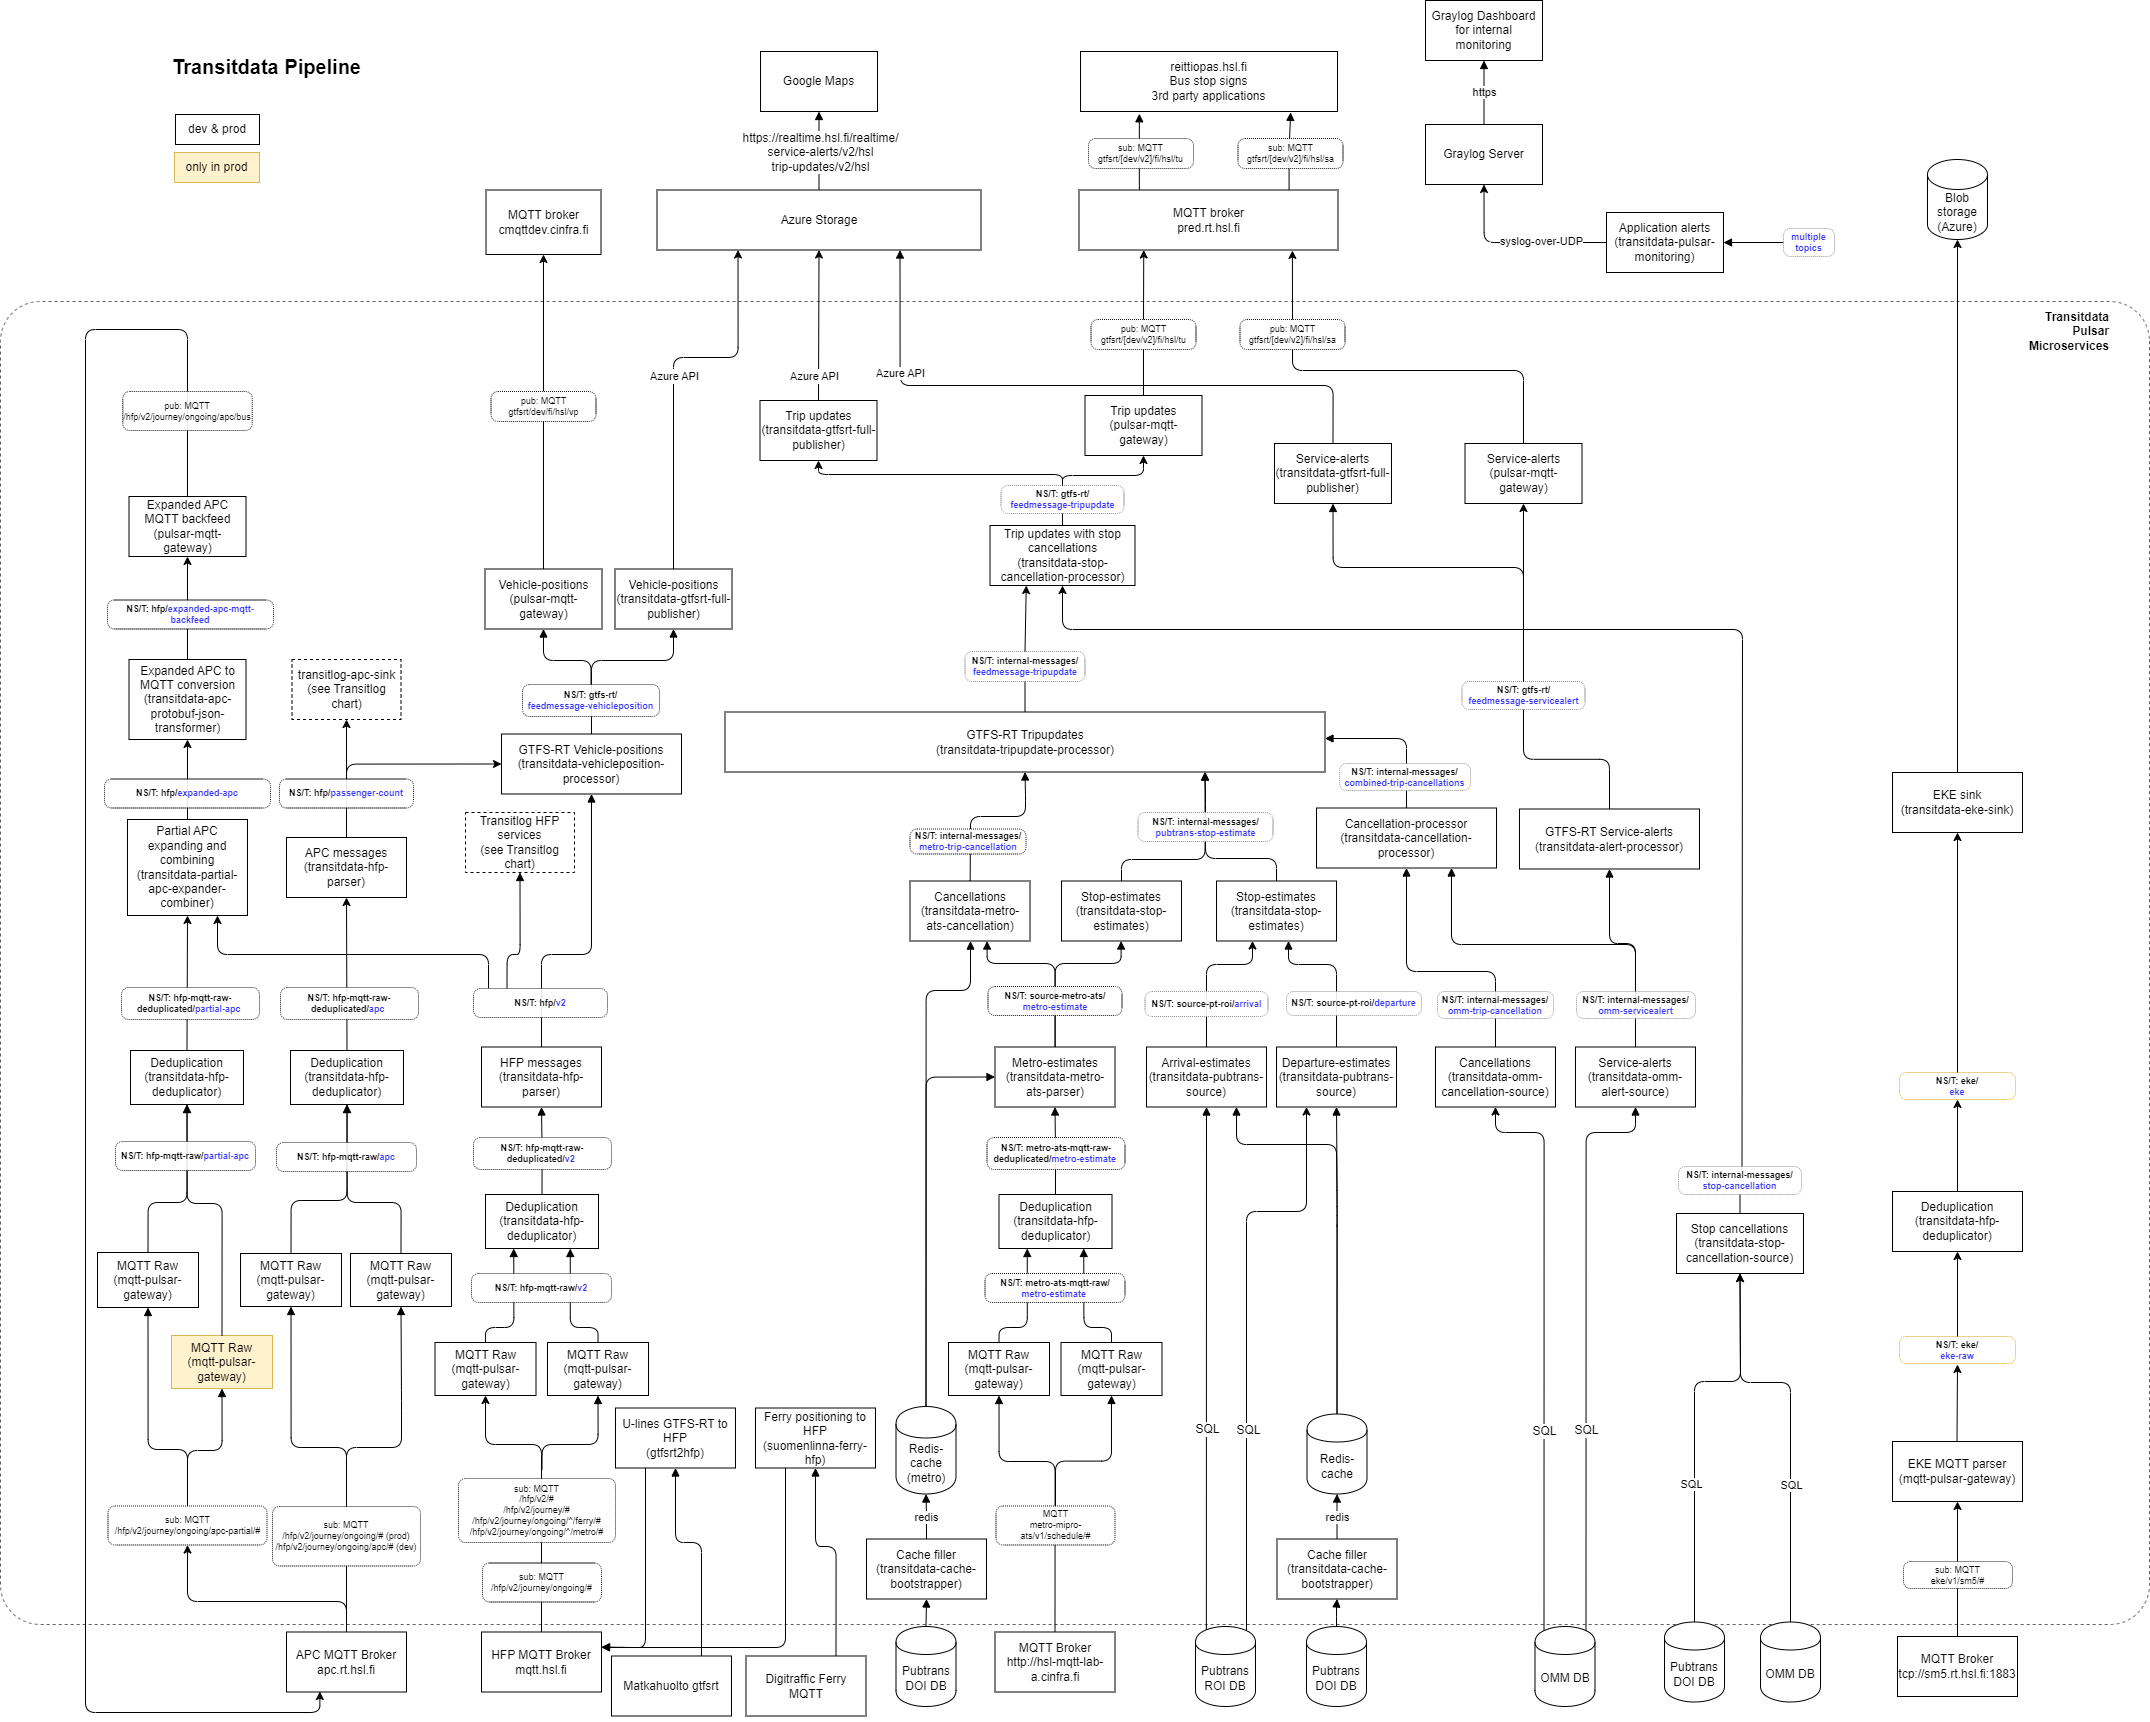 Transitdata Pipeline
dev & prod
only in prod
Google Maps
https://realtime.hsl.fi/realtime/
service-alerts/v2/hsl
trip-updates/v2/hsl
reittiopas.hsl.fi
Bus stop signs
3rd party applications
sub: MQTT
gtfsrt/[dev/v2]/fi/hsl/tu
sub: MQTT
gtfsrt/[dev/v2]/fi/hsl/sa
Graylog Dashboard
for internal
monitoring
https
Graylog Server
syslog-over-UDP
Application alerts
(transitdata-pulsar-
monitoring)
multiple
topics
Blob
storage
(Azure)
MQTT broker
cmqttdev.cinfra.fi
Azure Storage
MQTT broker
pred.rt.hsl.fi
Transitdata
Pulsar
Microservices
pub: MQTT
gtfsrt/[dev/v2]/fi/hsl/tu
pub: MQTT
gtfsrt/[dev/v2]/fi/hsl/sa
Azure API
Azure API
Azure API
pub: MQTT
/hfp/v2/journey/ongoing/apc/bus
pub: MQTT
gtfsrt/dev/fi/hsl/vp
Trip updates
(transitdata-gtfsrt-full-
publisher)
Trip updates
(pulsar-mqtt-
gateway)
Service-alerts
(transitdata-gtfsrt-full-
publisher)
Service-alerts
(pulsar-mqtt-
gateway)
NS/T: gtfs-rt/
feedmessage-tripupdate
Expanded APC
MQTT backfeed
(pulsar-mqtt-
gateway)
Trip updates with stop
cancellations
(transitdata-stop-
cancellation-processor)
Vehicle-positions
(pulsar-mqtt-
gateway)
Vehicle-positions
(transitdata-gtfsrt-full-
publisher)
NS/T: hfp/expanded-apc-mqtt-
backfeed
Expanded APC to
MQTT conversion
(transitdata-apc-
protobuf-json-
transformer)
transitlog-apc-sink
(see Transitlog
chart)
NS/T: gtfs-rt/
feedmessage-vehicleposition
NS/T: internal-messages/
feedmessage-tripupdate
NS/T: gtfs-rt/
feedmessage-servicealert
GTFS-RT Vehicle-positions
(transitdata-vehicleposition-
processor)
GTFS-RT Tripupdates
(transitdata-tripupdate-processor)
NS/T: internal-messages/
combined-trip-cancellations
NS/T: hfp/expanded-apc
NS/T: hfp/passenger-count
Partial APC
expanding and
combining
(transitdata-partial-
apc-expander-
combiner)
APC messages
(transitdata-hfp-
parser)
Transitlog HFP
services
(see Transitlog
chart)
NS/T: internal-messages/
metro-trip-cancellation
NS/T: internal-messages/
pubtrans-stop-estimate
Cancellation-processor
(transitdata-cancellation-
processor)
GTFS-RT Service-alerts
(transitdata-alert-processor)
EKE sink
(transitdata-eke-sink)
Cancellations
(transitdata-metro-
ats-cancellation)
Stop-estimates
(transitdata-stop-
estimates)
Stop-estimates
(transitdata-stop-
estimates)
NS/T: hfp-mqtt-raw-
deduplicated/partial-apc
NS/T: hfp-mqtt-raw-
deduplicated/apc
NS/T: hfp/v2
NS/T: source-metro-ats/
metro-estimate
NS/T: source-pt-roi/arrival
NS/T: source-pt-roi/departure
NS/T: internal-messages/
omm-trip-cancellation
NS/T: internal-messages/
omm-servicealert
Deduplication
(transitdata-hfp-
deduplicator)
Deduplication
(transitdata-hfp-
deduplicator)
HFP messages
(transitdata-hfp-
parser)
Metro-estimates
(transitdata-metro-
ats-parser)
Arrival-estimates
(transitdata-pubtrans-
source)
Departure-estimates
(transitdata-pubtrans-
source)
Cancellations
(transitdata-omm-
cancellation-source)
Service-alerts
(transitdata-omm-
alert-source)
NS/T: eke/
eke
NS/T: hfp-mqtt-raw/partial-apc
NS/T: hfp-mqtt-raw/apc
NS/T: hfp-mqtt-raw-
deduplicated/v2
NS/T: metro-ats-mqtt-raw-
deduplicated/metro-estimate
NS/T: internal-messages/
stop-cancellation
Deduplication
(transitdata-hfp-
deduplicator)
Deduplication
(transitdata-hfp-
deduplicator)
Stop cancellations
(transitdata-stop-
cancellation-source)
Deduplication
(transitdata-hfp-
deduplicator)
MQTT Raw
(mqtt-pulsar-
gateway)
MQTT Raw
(mqtt-pulsar-
gateway)
MQTT Raw
(mqtt-pulsar-
gateway)
NS/T: hfp-mqtt-raw/v2
NS/T: metro-ats-mqtt-raw/
metro-estimate
MQTT Raw
(mqtt-pulsar-
gateway)
MQTT Raw
(mqtt-pulsar-
gateway)
MQTT Raw
(mqtt-pulsar-
gateway)
MQTT Raw
(mqtt-pulsar-
gateway)
MQTT Raw
(mqtt-pulsar-
gateway)
NS/T: eke/
eke-raw
U-lines GTFS-RT to
HFP
(gtfsrt2hfp)
Ferry positioning to
HFP
(suomenlinna-ferry-
hfp)
Redis-
cache
(metro)
SQL
SQL
Redis-
cache
SQL
SQL
SQL
SQL
EKE MQTT parser
(mqtt-pulsar-gateway)
sub: MQTT
/hfp/v2/journey/ongoing/apc-partial/#
sub: MQTT
/hfp/v2/journey/ongoing/# (prod)
/hfp/v2/journey/ongoing/apc/# (dev)
sub: MQTT
/hfp/v2/#
/hfp/v2/journey/#
/hfp/v2/journey/ongoing/^/ferry/#
/hfp/v2/journey/ongoing/^/metro/#
redis
MQTT
metro-mipro-
ats/v1/schedule/#
redis
sub: MQTT
/hfp/v2/journey/ongoing/#
Cache filler
(transitdata-cache-
bootstrapper)
Cache filler
(transitdata-cache-
bootstrapper)
sub: MQTT
eke/v1/sm5/#
APC MQTT Broker
apc.rt.hsl.fi
HFP MQTT Broker
mqtt.hsl.fi
Matkahuolto gtfsrt
Digitraffic Ferry
MQTT
Pubtrans
DOI DB
MQTT Broker
http://hsl-mqtt-lab-
a.cinfra.fi
Pubtrans
ROI DB
Pubtrans
DOI DB
OMM DB
Pubtrans
DOI DB
OMM DB
MQTT Broker
tcp://sm5.rt.hsl.fi:1883